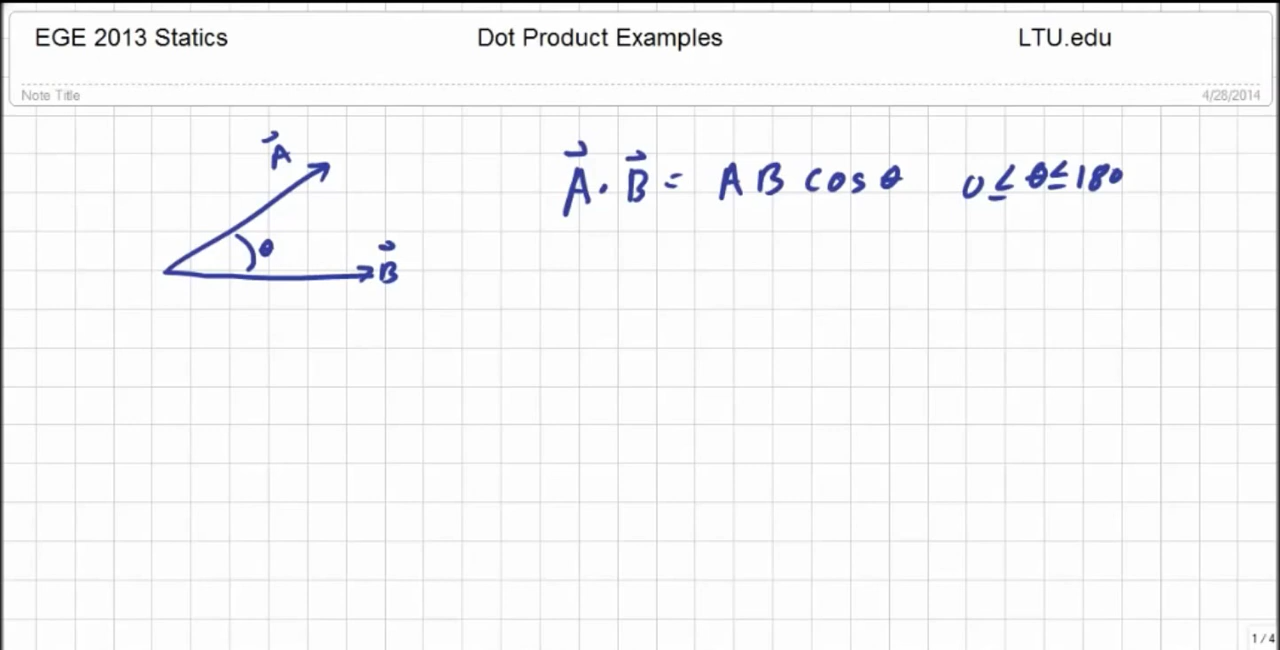 EGE 2013 Statics Dot Product Examples LTU.edu
Note Title 4/28/2014
A⃗ A⃗ · B⃗ = A B cos θ 0 ≤ θ ≤ 180
θ B⃗
1 / 4